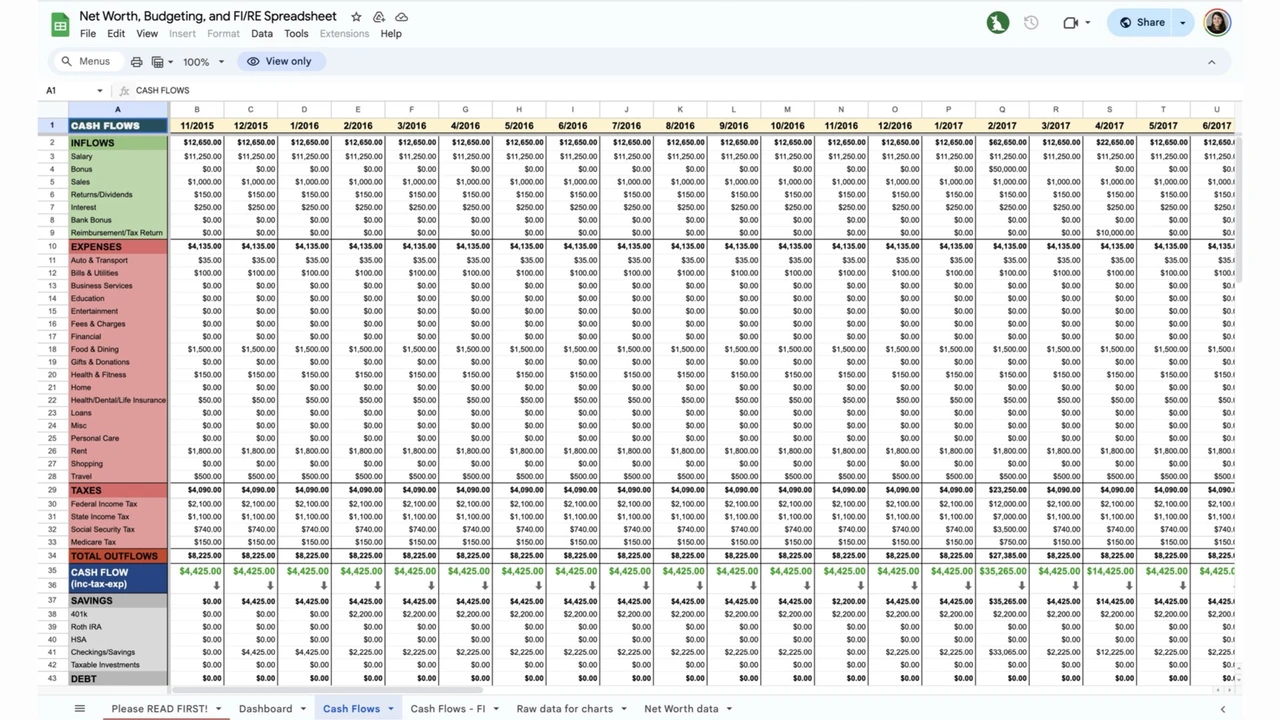 Net Worth, Budgeting, and FI/RE Spreadsheet
File Edit View Insert Format Data Tools Extensions Help
Share
Menus 100% View only
A1 fx CASH FLOWS
A B C D E F G H I J K L M N O P Q R S T U
1 CASH FLOWS 11/2015 12/2015 1/2016 2/2016 3/2016 4/2016 5/2016 6/2016 7/2016 8/2016 9/2016 10/2016 11/2016 12/2016 1/2017 2/2017 3/2017 4/2017 5/2017 6/2017
2 INFLOWS $12,650.00 $12,650.00 $12,650.00 $12,650.00 $12,650.00 $12,650.00 $12,650.00 $12,650.00 $12,650.00 $12,650.00 $12,650.00 $12,650.00 $12,650.00 $12,650.00 $12,650.00 $62,650.00 $12,650.00 $22,650.00 $12,650.00 $12,650.
3 Salary $11,250.00 $11,250.00 $11,250.00 $11,250.00 $11,250.00 $11,250.00 $11,250.00 $11,250.00 $11,250.00 $11,250.00 $11,250.00 $11,250.00 $11,250.00 $11,250.00 $11,250.00 $11,250.00 $11,250.00 $11,250.00 $11,250.00 $11,250.
4 Bonus $0.00 $0.00 $0.00 $0.00 $0.00 $0.00 $0.00 $0.00 $0.00 $0.00 $0.00 $0.00 $0.00 $0.00 $0.00 $50,000.00 $0.00 $0.00 $0.00 $0.
5 Sales $1,000.00 $1,000.00 $1,000.00 $1,000.00 $1,000.00 $1,000.00 $1,000.00 $1,000.00 $1,000.00 $1,000.00 $1,000.00 $1,000.00 $1,000.00 $1,000.00 $1,000.00 $1,000.00 $1,000.00 $1,000.00 $1,000.00 $1,000.
6 Returns/Dividends $150.00 $150.00 $150.00 $150.00 $150.00 $150.00 $150.00 $150.00 $150.00 $150.00 $150.00 $150.00 $150.00 $150.00 $150.00 $150.00 $150.00 $150.00 $150.00 $150.
7 Interest $250.00 $250.00 $250.00 $250.00 $250.00 $250.00 $250.00 $250.00 $250.00 $250.00 $250.00 $250.00 $250.00 $250.00 $250.00 $250.00 $250.00 $250.00 $250.00 $250.
8 Bank Bonus $0.00 $0.00 $0.00 $0.00 $0.00 $0.00 $0.00 $0.00 $0.00 $0.00 $0.00 $0.00 $0.00 $0.00 $0.00 $0.00 $0.00 $0.00 $0.00 $0.
9 Reimbursement/Tax Return $0.00 $0.00 $0.00 $0.00 $0.00 $0.00 $0.00 $0.00 $0.00 $0.00 $0.00 $0.00 $0.00 $0.00 $0.00 $0.00 $0.00 $10,000.00 $0.00 $0.
10 EXPENSES $4,135.00 $4,135.00 $4,135.00 $4,135.00 $4,135.00 $4,135.00 $4,135.00 $4,135.00 $4,135.00 $4,135.00 $4,135.00 $4,135.00 $4,135.00 $4,135.00 $4,135.00 $4,135.00 $4,135.00 $4,135.00 $4,135.00 $4,135.
11 Auto & Transport $35.00 $35.00 $35.00 $35.00 $35.00 $35.00 $35.00 $35.00 $35.00 $35.00 $35.00 $35.00 $35.00 $35.00 $35.00 $35.00 $35.00 $35.00 $35.00 $35.
12 Bills & Utilities $100.00 $100.00 $100.00 $100.00 $100.00 $100.00 $100.00 $100.00 $100.00 $100.00 $100.00 $100.00 $100.00 $100.00 $100.00 $100.00 $100.00 $100.00 $100.00 $100.
13 Business Services $0.00 $0.00 $0.00 $0.00 $0.00 $0.00 $0.00 $0.00 $0.00 $0.00 $0.00 $0.00 $0.00 $0.00 $0.00 $0.00 $0.00 $0.00 $0.00 $0.
14 Education $0.00 $0.00 $0.00 $0.00 $0.00 $0.00 $0.00 $0.00 $0.00 $0.00 $0.00 $0.00 $0.00 $0.00 $0.00 $0.00 $0.00 $0.00 $0.00 $0.
15 Entertainment $0.00 $0.00 $0.00 $0.00 $0.00 $0.00 $0.00 $0.00 $0.00 $0.00 $0.00 $0.00 $0.00 $0.00 $0.00 $0.00 $0.00 $0.00 $0.00 $0.
16 Fees & Charges $0.00 $0.00 $0.00 $0.00 $0.00 $0.00 $0.00 $0.00 $0.00 $0.00 $0.00 $0.00 $0.00 $0.00 $0.00 $0.00 $0.00 $0.00 $0.00 $0.
17 Financial $0.00 $0.00 $0.00 $0.00 $0.00 $0.00 $0.00 $0.00 $0.00 $0.00 $0.00 $0.00 $0.00 $0.00 $0.00 $0.00 $0.00 $0.00 $0.00 $0.
18 Food & Dining $1,500.00 $1,500.00 $1,500.00 $1,500.00 $1,500.00 $1,500.00 $1,500.00 $1,500.00 $1,500.00 $1,500.00 $1,500.00 $1,500.00 $1,500.00 $1,500.00 $1,500.00 $1,500.00 $1,500.00 $1,500.00 $1,500.00 $1,500.
19 Gifts & Donations $0.00 $0.00 $0.00 $0.00 $0.00 $0.00 $0.00 $0.00 $0.00 $0.00 $0.00 $0.00 $0.00 $0.00 $0.00 $0.00 $0.00 $0.00 $0.00 $0.
20 Health & Fitness $150.00 $150.00 $150.00 $150.00 $150.00 $150.00 $150.00 $150.00 $150.00 $150.00 $150.00 $150.00 $150.00 $150.00 $150.00 $150.00 $150.00 $150.00 $150.00 $150.
21 Home $0.00 $0.00 $0.00 $0.00 $0.00 $0.00 $0.00 $0.00 $0.00 $0.00 $0.00 $0.00 $0.00 $0.00 $0.00 $0.00 $0.00 $0.00 $0.00 $0.
22 Health/Dental/Life Insurance $50.00 $50.00 $50.00 $50.00 $50.00 $50.00 $50.00 $50.00 $50.00 $50.00 $50.00 $50.00 $50.00 $50.00 $50.00 $50.00 $50.00 $50.00 $50.00 $50.
23 Loans $0.00 $0.00 $0.00 $0.00 $0.00 $0.00 $0.00 $0.00 $0.00 $0.00 $0.00 $0.00 $0.00 $0.00 $0.00 $0.00 $0.00 $0.00 $0.00 $0.
24 Misc $0.00 $0.00 $0.00 $0.00 $0.00 $0.00 $0.00 $0.00 $0.00 $0.00 $0.00 $0.00 $0.00 $0.00 $0.00 $0.00 $0.00 $0.00 $0.00 $0.
25 Personal Care $0.00 $0.00 $0.00 $0.00 $0.00 $0.00 $0.00 $0.00 $0.00 $0.00 $0.00 $0.00 $0.00 $0.00 $0.00 $0.00 $0.00 $0.00 $0.00 $0.
26 Rent $1,800.00 $1,800.00 $1,800.00 $1,800.00 $1,800.00 $1,800.00 $1,800.00 $1,800.00 $1,800.00 $1,800.00 $1,800.00 $1,800.00 $1,800.00 $1,800.00 $1,800.00 $1,800.00 $1,800.00 $1,800.00 $1,800.00 $1,800.
27 Shopping $0.00 $0.00 $0.00 $0.00 $0.00 $0.00 $0.00 $0.00 $0.00 $0.00 $0.00 $0.00 $0.00 $0.00 $0.00 $0.00 $0.00 $0.00 $0.00 $0.
28 Travel $500.00 $500.00 $500.00 $500.00 $500.00 $500.00 $500.00 $500.00 $500.00 $500.00 $500.00 $500.00 $500.00 $500.00 $500.00 $500.00 $500.00 $500.00 $500.00 $500.
29 TAXES $4,090.00 $4,090.00 $4,090.00 $4,090.00 $4,090.00 $4,090.00 $4,090.00 $4,090.00 $4,090.00 $4,090.00 $4,090.00 $4,090.00 $4,090.00 $4,090.00 $4,090.00 $23,250.00 $4,090.00 $4,090.00 $4,090.00 $4,090.
30 Federal Income Tax $2,100.00 $2,100.00 $2,100.00 $2,100.00 $2,100.00 $2,100.00 $2,100.00 $2,100.00 $2,100.00 $2,100.00 $2,100.00 $2,100.00 $2,100.00 $2,100.00 $2,100.00 $12,000.00 $2,100.00 $2,100.00 $2,100.00 $2,100.
31 State Income Tax $1,100.00 $1,100.00 $1,100.00 $1,100.00 $1,100.00 $1,100.00 $1,100.00 $1,100.00 $1,100.00 $1,100.00 $1,100.00 $1,100.00 $1,100.00 $1,100.00 $1,100.00 $7,000.00 $1,100.00 $1,100.00 $1,100.00 $1,100.
32 Social Security Tax $740.00 $740.00 $740.00 $740.00 $740.00 $740.00 $740.00 $740.00 $740.00 $740.00 $740.00 $740.00 $740.00 $740.00 $740.00 $3,500.00 $740.00 $740.00 $740.00 $740.
33 Medicare Tax $150.00 $150.00 $150.00 $150.00 $150.00 $150.00 $150.00 $150.00 $150.00 $150.00 $150.00 $150.00 $150.00 $150.00 $150.00 $750.00 $150.00 $150.00 $150.00 $150.
34 TOTAL OUTFLOWS $8,225.00 $8,225.00 $8,225.00 $8,225.00 $8,225.00 $8,225.00 $8,225.00 $8,225.00 $8,225.00 $8,225.00 $8,225.00 $8,225.00 $8,225.00 $8,225.00 $8,225.00 $27,385.00 $8,225.00 $8,225.00 $8,225.00 $8,225.
35 CASH FLOW $4,425.00 $4,425.00 $4,425.00 $4,425.00 $4,425.00 $4,425.00 $4,425.00 $4,425.00 $4,425.00 $4,425.00 $4,425.00 $4,425.00 $4,425.00 $4,425.00 $4,425.00 $35,265.00 $4,425.00 $14,425.00 $4,425.00 $4,425.
36 (inc-tax-exp)
37 SAVINGS $0.00 $4,425.00 $4,425.00 $4,425.00 $4,425.00 $4,425.00 $4,425.00 $4,425.00 $4,425.00 $4,425.00 $4,425.00 $4,425.00 $2,200.00 $4,425.00 $4,425.00 $35,265.00 $4,425.00 $14,425.00 $4,425.00 $4,425.
38 401k $0.00 $0.00 $0.00 $2,200.00 $2,200.00 $2,200.00 $2,200.00 $2,200.00 $2,200.00 $2,200.00 $2,200.00 $2,200.00 $2,200.00 $2,200.00 $2,200.00 $2,200.00 $2,200.00 $2,200.00 $2,200.00 $2,200.
39 Roth IRA $0.00 $0.00 $0.00 $0.00 $0.00 $0.00 $0.00 $0.00 $0.00 $0.00 $0.00 $0.00 $0.00 $0.00 $0.00 $0.00 $0.00 $0.00 $0.00 $0.
40 HSA $0.00 $0.00 $0.00 $0.00 $0.00 $0.00 $0.00 $0.00 $0.00 $0.00 $0.00 $0.00 $0.00 $0.00 $0.00 $0.00 $0.00 $0.00 $0.00 $0.
41 Checkings/Savings $0.00 $4,425.00 $4,425.00 $2,225.00 $2,225.00 $2,225.00 $2,225.00 $2,225.00 $2,225.00 $2,225.00 $2,225.00 $2,225.00 $0.00 $2,225.00 $2,225.00 $33,065.00 $2,225.00 $12,225.00 $2,225.00 $2,225.
42 Taxable Investments $0.00 $0.00 $0.00 $0.00 $0.00 $0.00 $0.00 $0.00 $0.00 $0.00 $0.00 $0.00 $0.00 $0.00 $0.00 $0.00 $0.00 $0.00 $0.00 $0.
43 DEBT $0.00 $0.00 $0.00 $0.00 $0.00 $0.00 $0.00 $0.00 $0.00 $0.00 $0.00 $0.00 $0.00 $0.00 $0.00 $0.00 $0.00 $0.00 $0.00 $0.
Please READ FIRST! Dashboard Cash Flows Cash Flows - FI Raw data for charts Net Worth data